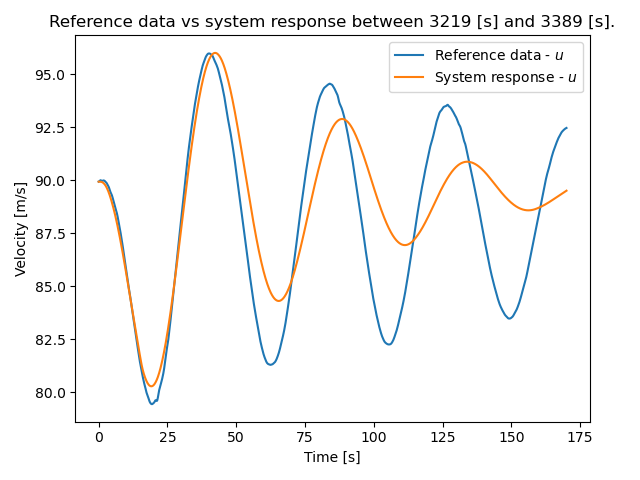 Reference data vs system response between 3219 [s] and 3389 [s].
Reference data - u
System response - u
Velocity [m/s]
95.0
92.5
90.0
87.5
85.0
82.5
80.0
0 25 50 75 100 125 150 175
Time [s]